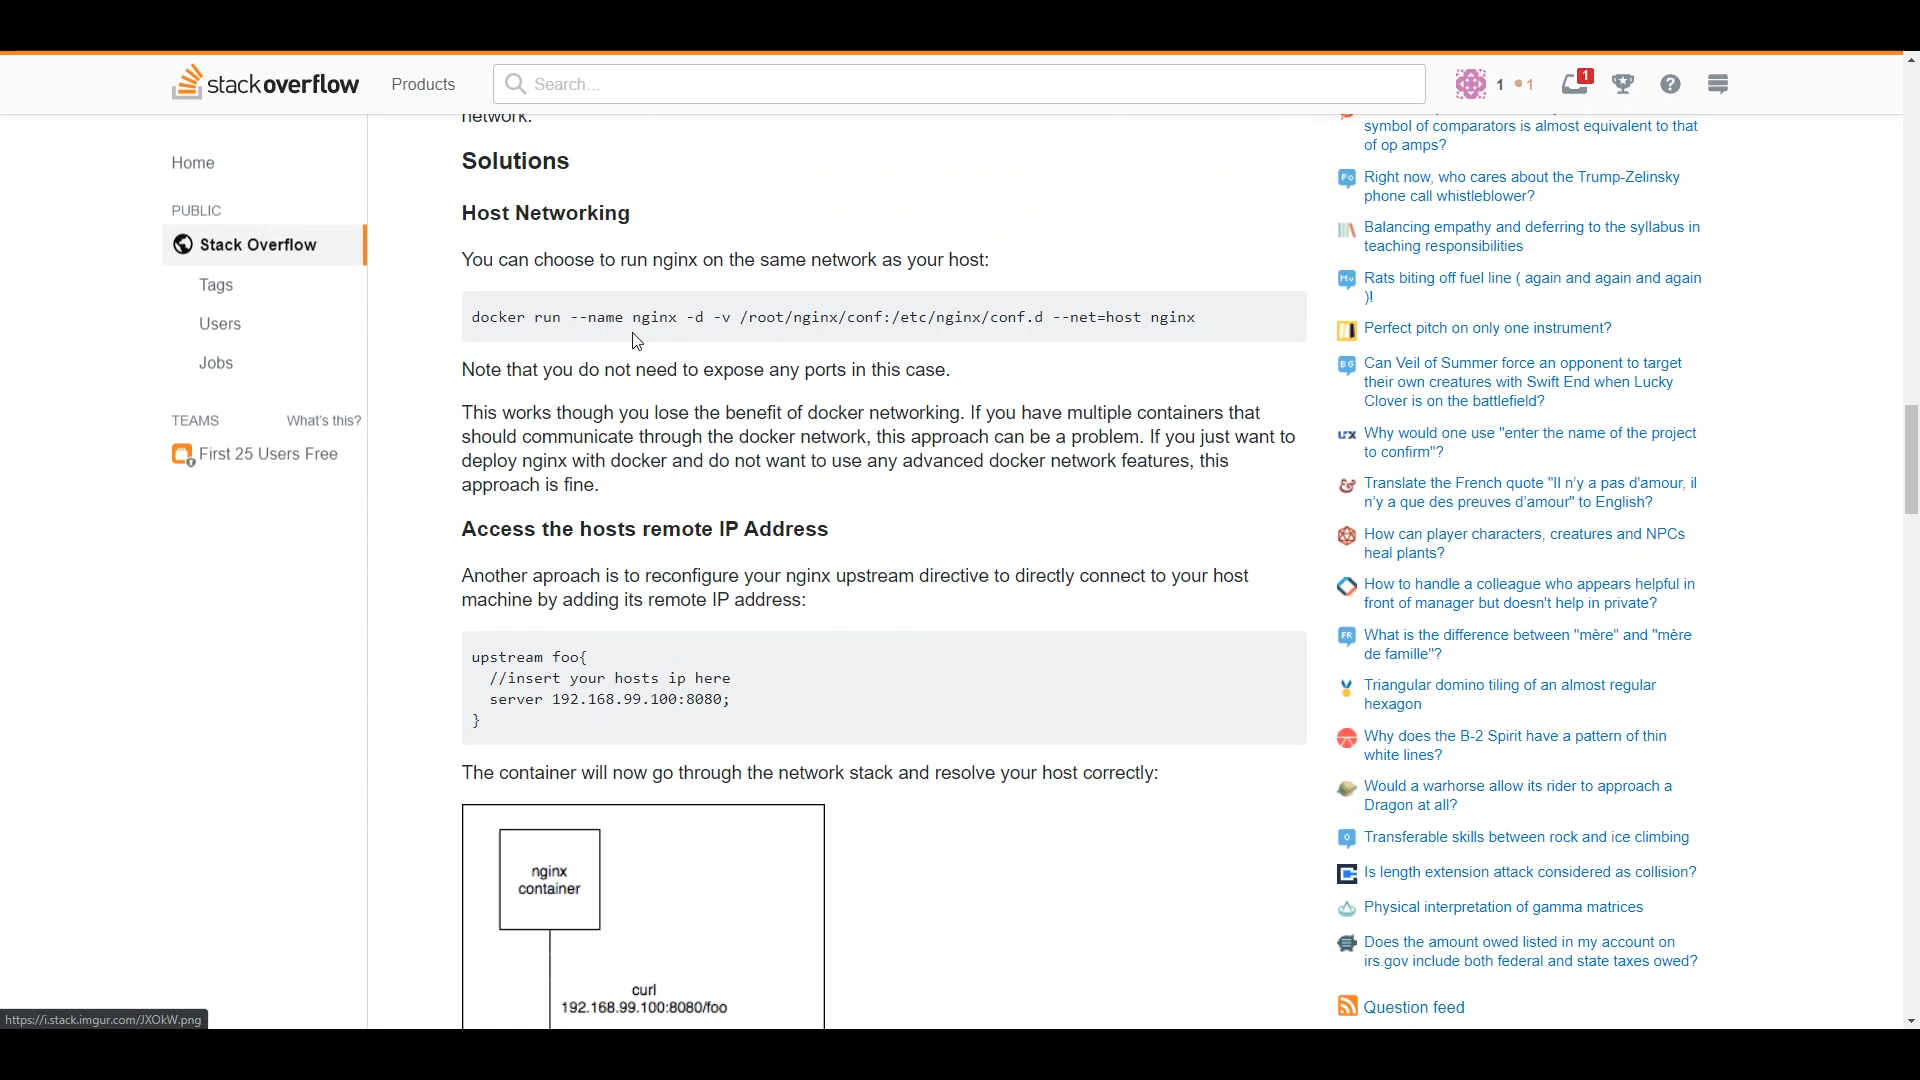 stackoverflow
Products
Search...
1
1
1
Home
PUBLIC
Stack Overflow
Tags
Users
Jobs
TEAMS
What's this?
First 25 Users Free
network.
Solutions
Host Networking
You can choose to run nginx on the same network as your host:
docker run --name nginx -d -v /root/nginx/conf:/etc/nginx/conf.d --net=host nginx
Note that you do not need to expose any ports in this case.
This works though you lose the benefit of docker networking. If you have multiple containers that
should communicate through the docker network, this approach can be a problem. If you just want to
deploy nginx with docker and do not want to use any advanced docker network features, this
approach is fine.
Access the hosts remote IP Address
Another aproach is to reconfigure your nginx upstream directive to directly connect to your host
machine by adding its remote IP address:
upstream foo{
//insert your hosts ip here
server 192.168.99.100:8080;
}
The container will now go through the network stack and resolve your host correctly:
nginx
container
curl
192.168.99.100:8080/foo
symbol of comparators is almost equivalent to that
of op amps?
Right now, who cares about the Trump-Zelinsky
phone call whistleblower?
Balancing empathy and deferring to the syllabus in
teaching responsibilities
Rats biting off fuel line ( again and again and again
)!
Perfect pitch on only one instrument?
Can Veil of Summer force an opponent to target
their own creatures with Swift End when Lucky
Clover is on the battlefield?
Why would one use "enter the name of the project
to confirm"?
Translate the French quote "Il n'y a pas d'amour, il
n'y a que des preuves d'amour" to English?
How can player characters, creatures and NPCs
heal plants?
How to handle a colleague who appears helpful in
front of manager but doesn't help in private?
What is the difference between "mère" and "mère
de famille"?
Triangular domino tiling of an almost regular
hexagon
Why does the B-2 Spirit have a pattern of thin
white lines?
Would a warhorse allow its rider to approach a
Dragon at all?
Transferable skills between rock and ice climbing
Is length extension attack considered as collision?
Physical interpretation of gamma matrices
Does the amount owed listed in my account on
irs.gov include both federal and state taxes owed?
Question feed
https://i.stack.imgur.com/JXOkW.png